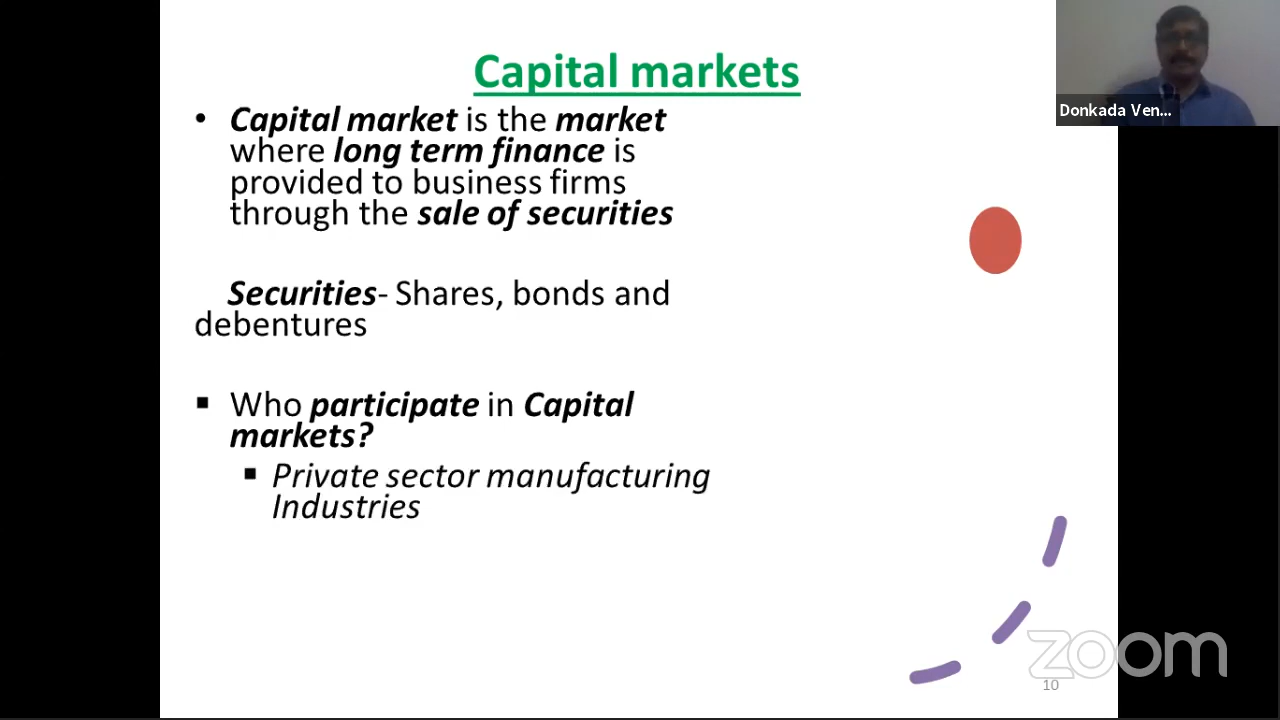 Capital markets
• Capital market is the market
where long term finance is
provided to business firms
through the sale of securities
Securities- Shares, bonds and
debentures
▪ Who participate in Capital
markets?
▪ Private sector manufacturing
Industries
Donkada Ven...
zoom
10